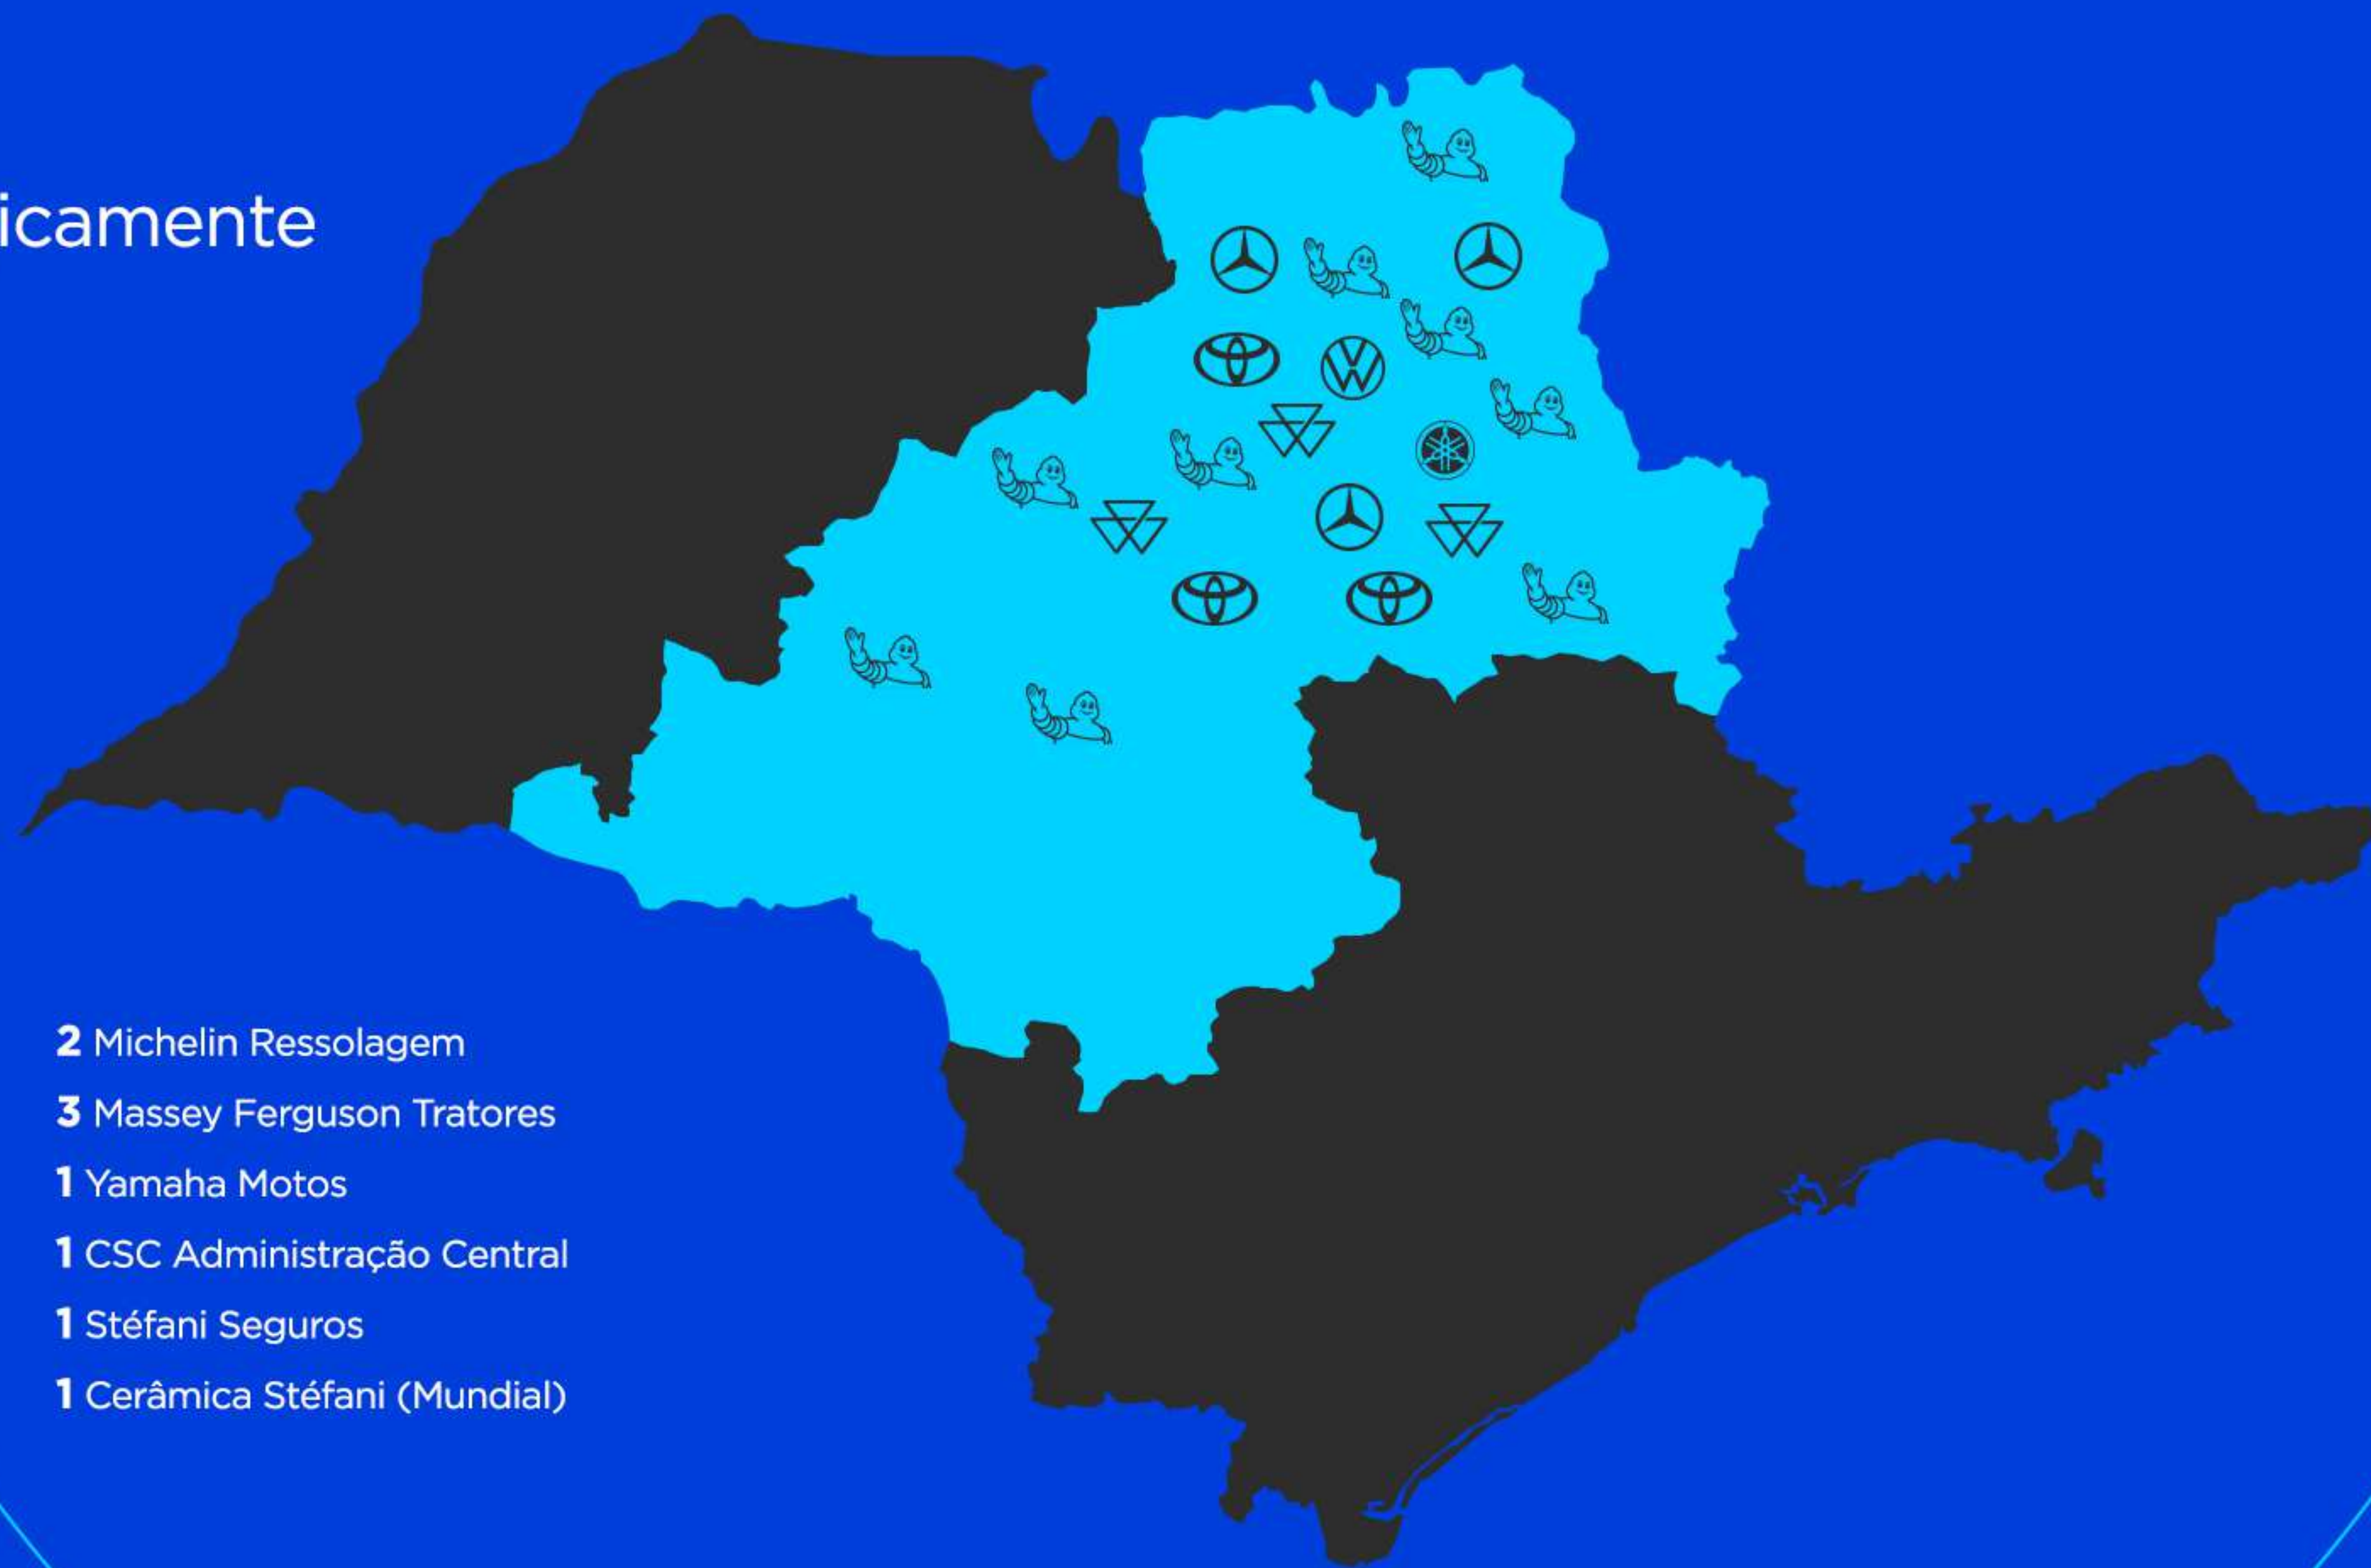 icamente
2 Michelin Ressolagem
3 Massey Ferguson Tratores
1 Yamaha Motos
1 CSC Administração Central
1 Stéfani Seguros
1 Cerâmica Stéfani (Mundial)